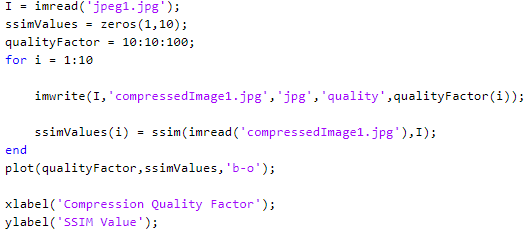 I = imread('jpeg1.jpg');
ssimValues = zeros(1,10);
qualityFactor = 10:10:100;
for i = 1:10
imwrite(I,'compressedImage1.jpg','jpg','quality',qualityFactor(i));
ssimValues(i) = ssim(imread('compressedImage1.jpg'),I);
end
plot(qualityFactor,ssimValues,'b-o');
xlabel('Compression Quality Factor');
ylabel('SSIM Value');